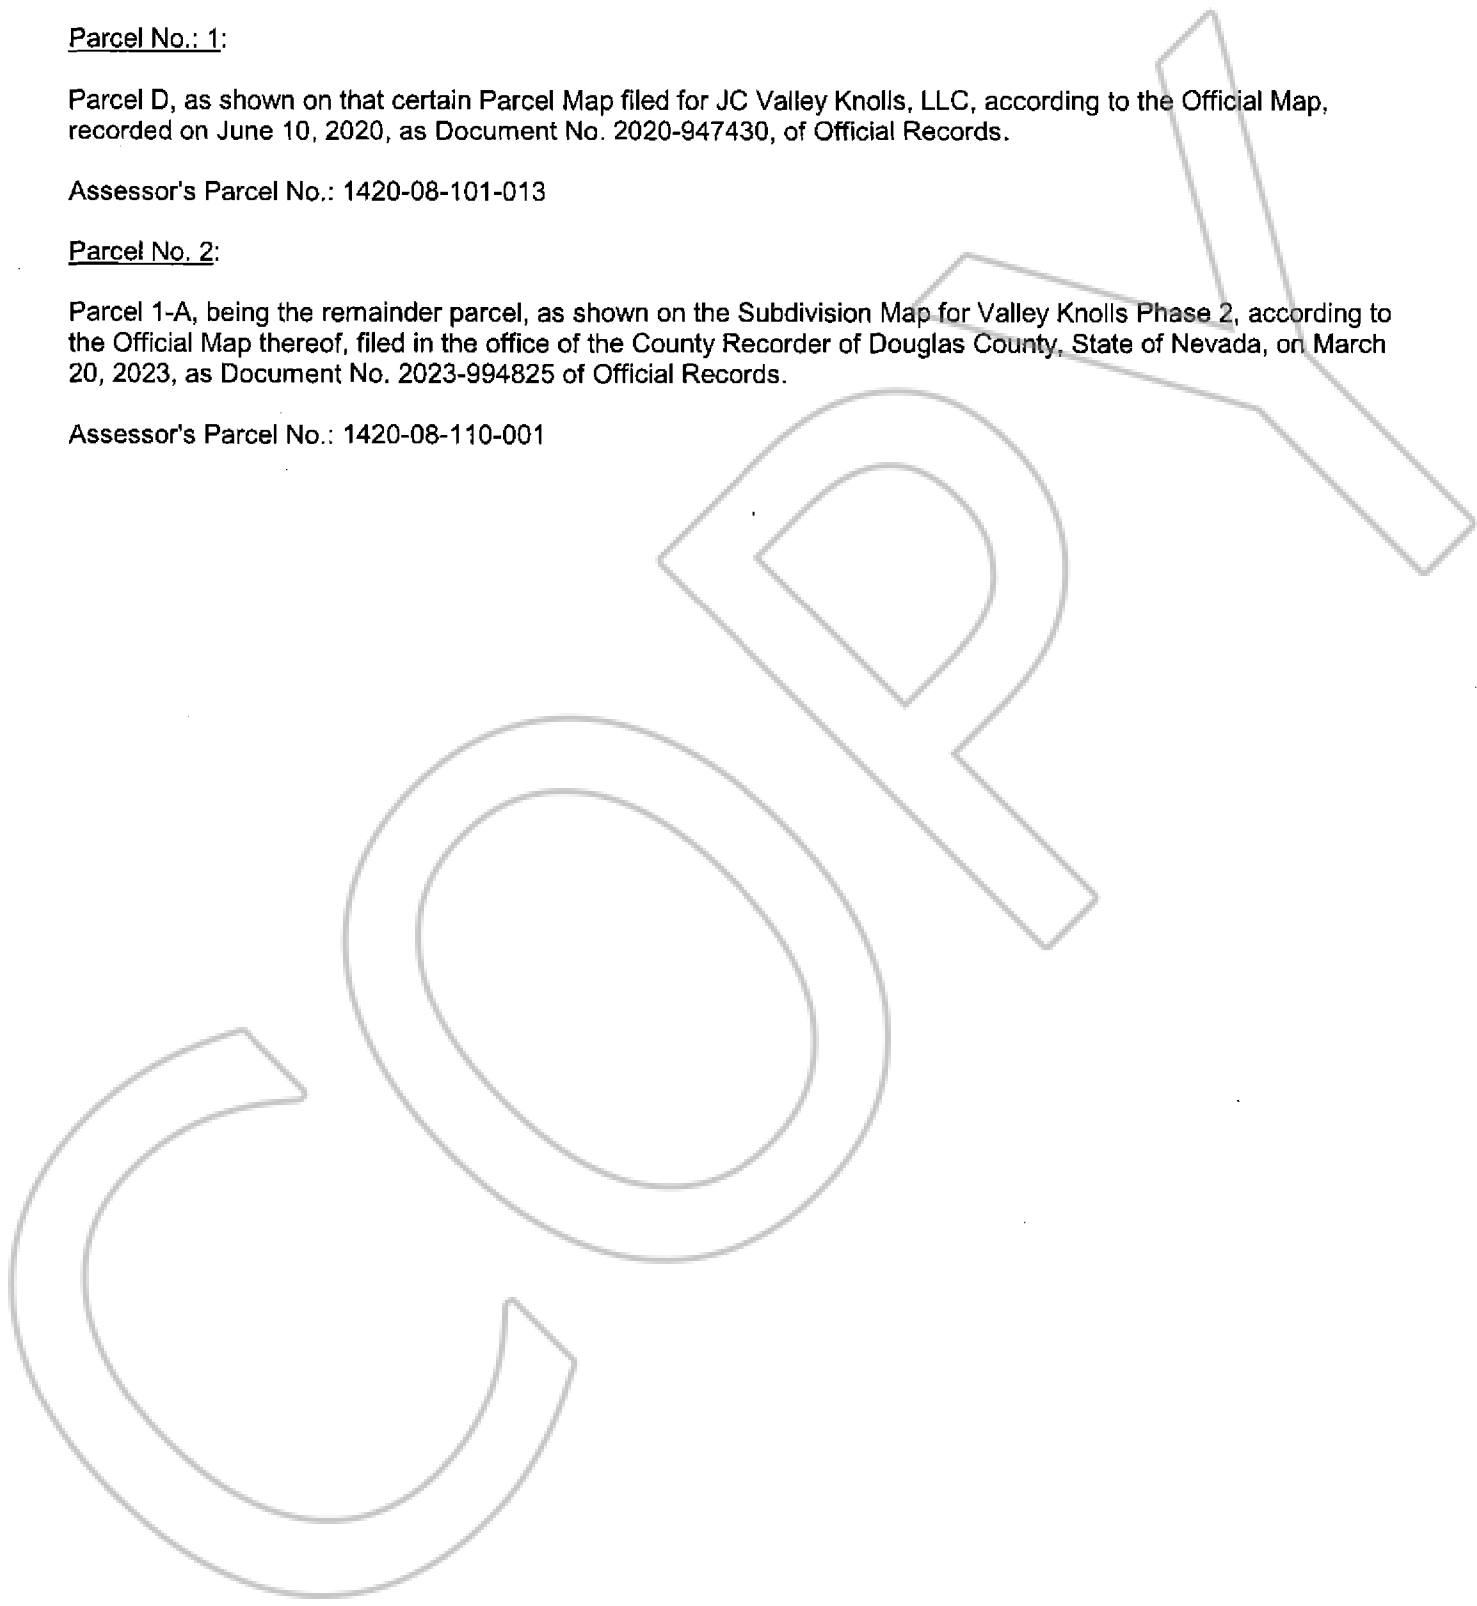 Parcel No.: 1:
Parcel D, as shown on that certain Parcel Map filed for JC Valley Knolls, LLC, according to the Official Map,
recorded on June 10, 2020, as Document No. 2020-947430, of Official Records.
Assessor's Parcel No.: 1420-08-101-013
Parcel No. 2:
Parcel 1-A, being the remainder parcel, as shown on the Subdivision Map for Valley Knolls Phase 2, according to
the Official Map thereof, filed in the office of the County Recorder of Douglas County, State of Nevada, on March
20, 2023, as Document No. 2023-994825 of Official Records.
Assessor's Parcel No.: 1420-08-110-001
COPY